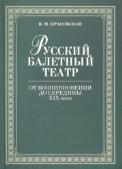 В. М. КРАСОВСКАЯ
РУССКИЙ
БАЛЕТНЫЙ
ТЕАТР
ОТ ВОЗНИКНОВЕНИЯ
ДО СЕРЕДИНЫ
XIX века